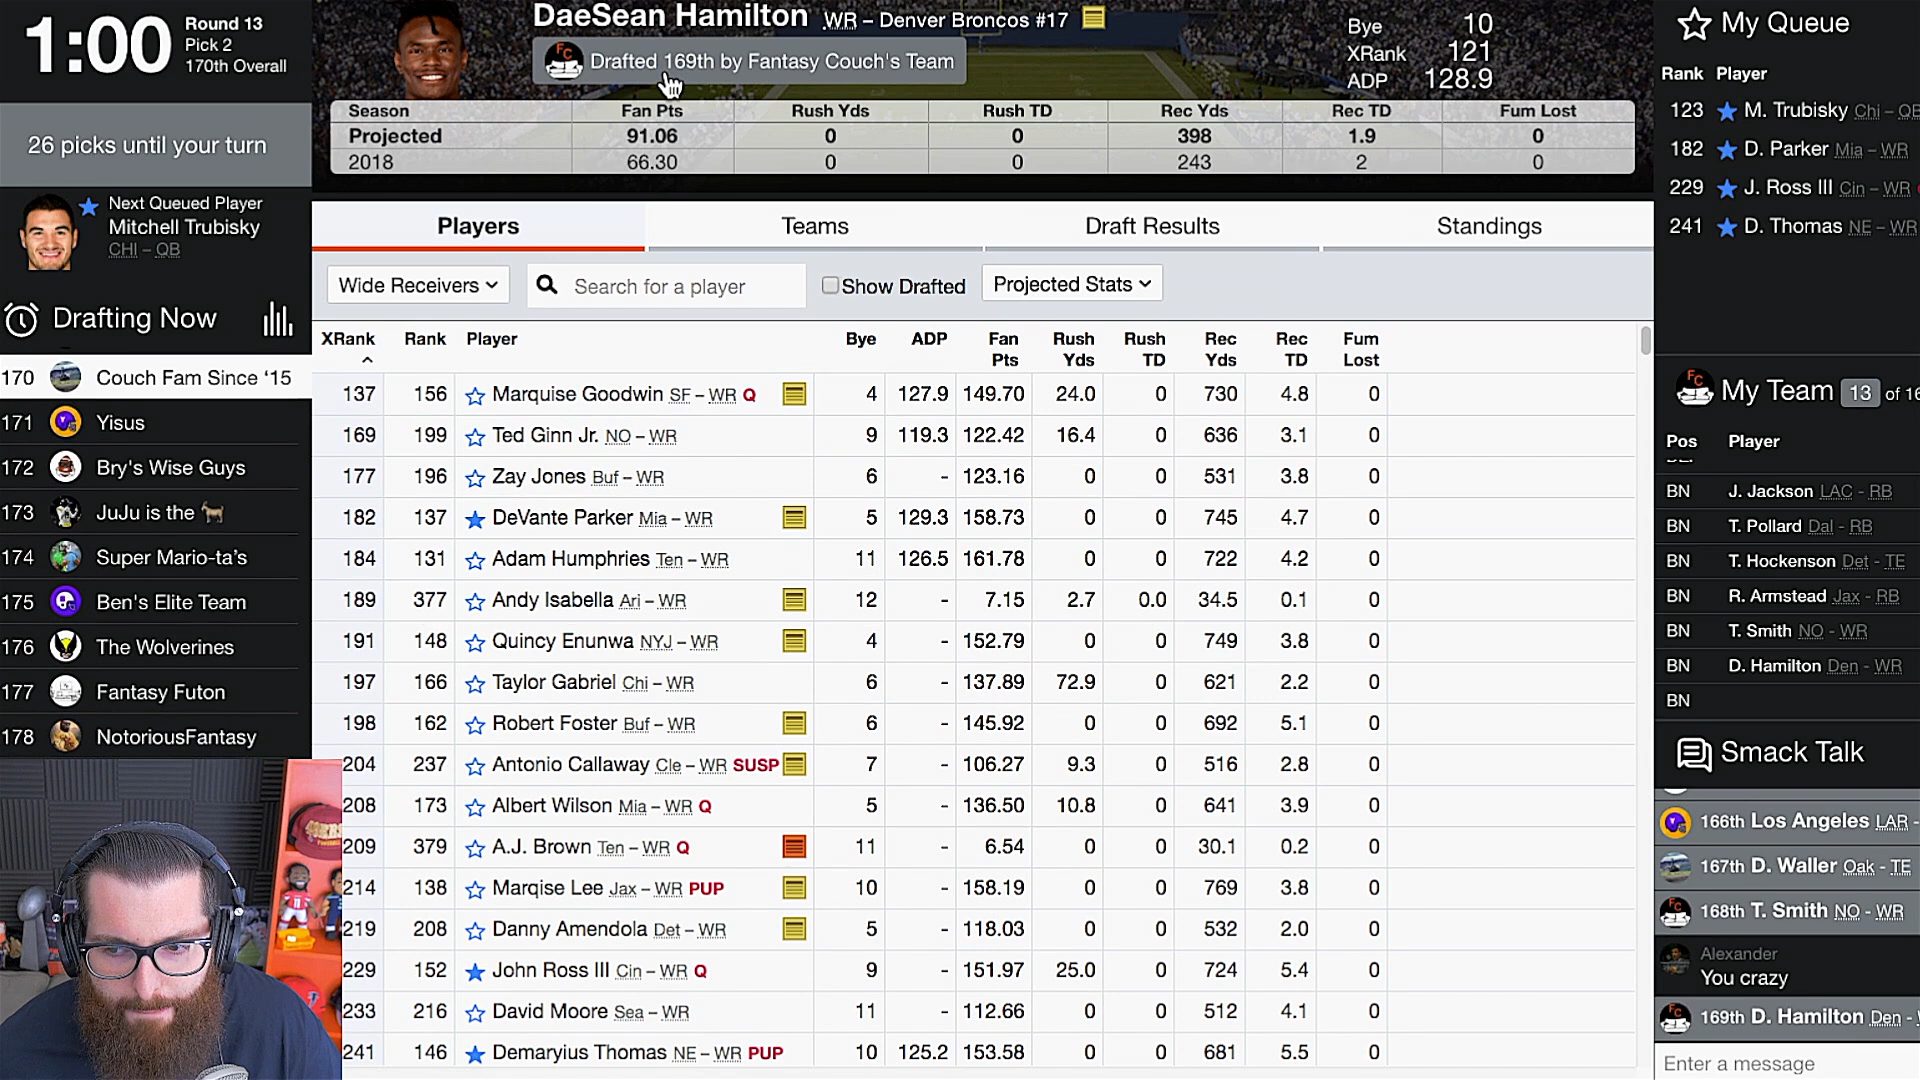 1:00
Round 13
Pick 2
170th Overall
26 picks until your turn
Next Queued Player
Mitchell Trubisky
CHI – QB
Drafting Now
170 Couch Fam Since ‘15
171 Yisus
172 Bry's Wise Guys
173 JuJu is the 🐐
174 Super Mario-ta’s
175 Ben's Elite Team
176 The Wolverines
177 Fantasy Futon
178 NotoriousFantasy
DaeSean Hamilton WR – Denver Broncos #17
Drafted 169th by Fantasy Couch's Team
Bye 10
XRank 121
ADP 128.9
Season Fan Pts Rush Yds Rush TD Rec Yds Rec TD Fum Lost
Projected 91.06 0 0 398 1.9 0
2018 66.30 0 0 243 2 0
Players Teams Draft Results Standings
Wide Receivers Search for a player Show Drafted Projected Stats
XRank Rank Player Bye ADP Fan Pts Rush Yds Rush TD Rec Yds Rec TD Fum Lost
137 156 Marquise Goodwin SF – WR Q 4 127.9 149.70 24.0 0 730 4.8 0
169 199 Ted Ginn Jr. NO – WR 9 119.3 122.42 16.4 0 636 3.1 0
177 196 Zay Jones Buf – WR 6 - 123.16 0 0 531 3.8 0
182 137 DeVante Parker Mia – WR 5 129.3 158.73 0 0 745 4.7 0
184 131 Adam Humphries Ten – WR 11 126.5 161.78 0 0 722 4.2 0
189 377 Andy Isabella Ari – WR 12 - 7.15 2.7 0.0 34.5 0.1 0
191 148 Quincy Enunwa NYJ – WR 4 - 152.79 0 0 749 3.8 0
197 166 Taylor Gabriel Chi – WR 6 - 137.89 72.9 0 621 2.2 0
198 162 Robert Foster Buf – WR 6 - 145.92 0 0 692 5.1 0
204 237 Antonio Callaway Cle – WR SUSP 7 - 106.27 9.3 0 516 2.8 0
208 173 Albert Wilson Mia – WR Q 5 - 136.50 10.8 0 641 3.9 0
209 379 A.J. Brown Ten – WR Q 11 - 6.54 0 0 30.1 0.2 0
214 138 Marqise Lee Jax – WR PUP 10 - 158.19 0 0 769 3.8 0
219 208 Danny Amendola Det – WR 5 - 118.03 0 0 532 2.0 0
229 152 John Ross III Cin – WR Q 9 - 151.97 25.0 0 724 5.4 0
233 216 David Moore Sea – WR 11 - 112.66 0 0 512 4.1 0
241 146 Demaryius Thomas NE – WR PUP 10 125.2 153.58 0 0 681 5.5 0
My Queue
Rank Player
123 M. Trubisky Chi – QB
182 D. Parker Mia – WR
229 J. Ross III Cin – WR
241 D. Thomas NE – WR
FC My Team 13 of 16
Pos Player
BN J. Jackson LAC - RB
BN T. Pollard Dal - RB
BN T. Hockenson Det - TE
BN R. Armstead Jax - RB
BN T. Smith NO - WR
BN D. Hamilton Den - WR
BN
Smack Talk
166th Los Angeles LAR -
167th D. Waller Oak - TE
168th T. Smith NO - WR
Alexander
You crazy
169th D. Hamilton Den -
Enter a message